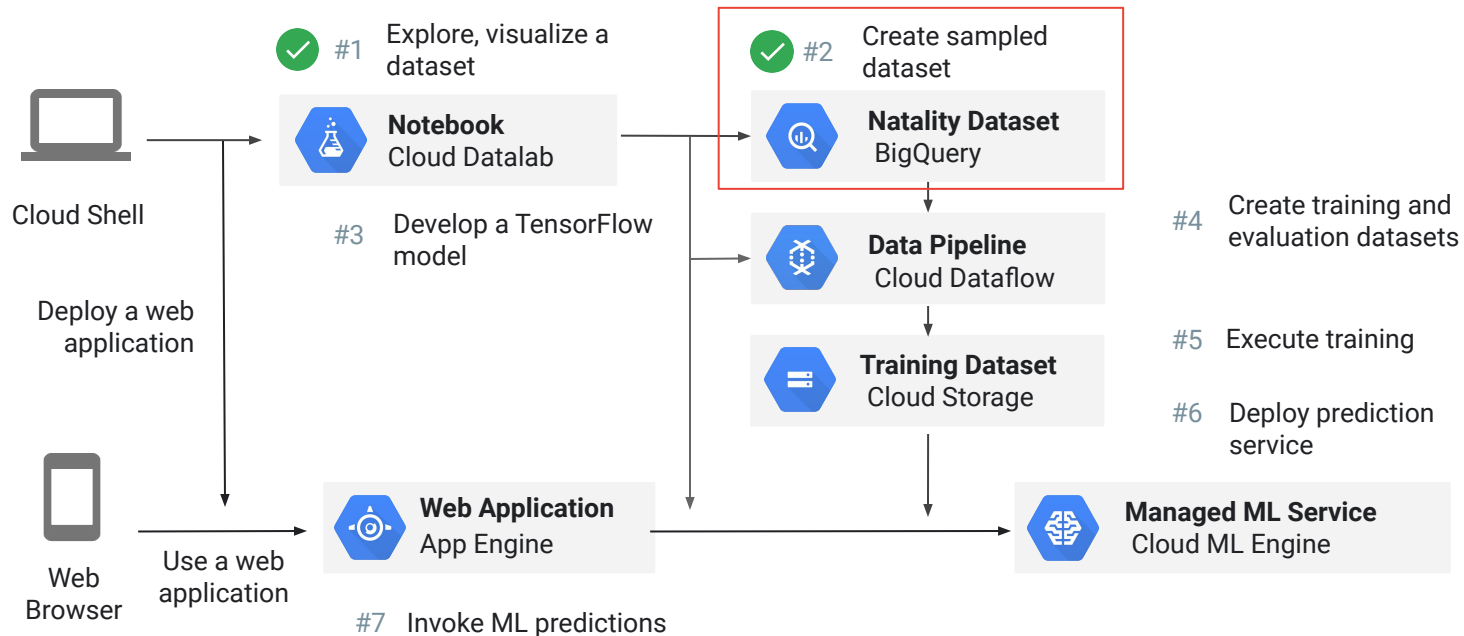 #1 Explore, visualize a
dataset
#2 Create sampled
dataset
Notebook
Cloud Datalab
Natality Dataset
BigQuery
Cloud Shell
#3 Develop a TensorFlow
model
Data Pipeline
Cloud Dataflow
#4 Create training and
evaluation datasets
Deploy a web
application
Training Dataset
Cloud Storage
#5 Execute training
#6 Deploy prediction
service
Web Application
App Engine
Managed ML Service
Cloud ML Engine
Use a web
application
Web
Browser
#7 Invoke ML predictions